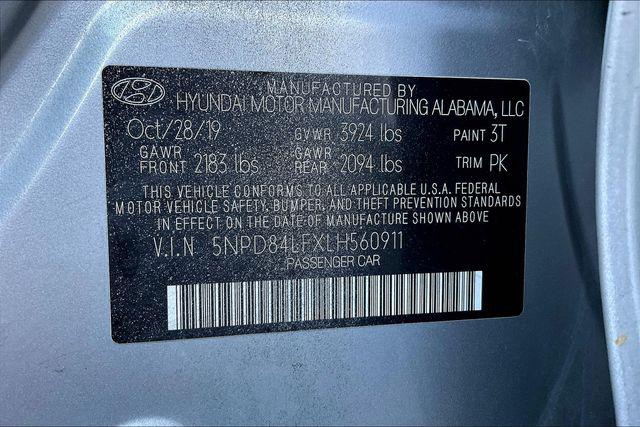 MANUFACTURED BY
HYUNDAI MOTOR MANUFACTURING ALABAMA, LLC
Oct/28/19 GVWR 3924 lbs PAINT 3T
GAWR FRONT 2183 lbs GAWR REAR 2094 lbs TRIM PK
THIS VEHICLE CONFORMS TO ALL APPLICABLE U.S.A. FEDERAL
MOTOR VEHICLE SAFETY, BUMPER, AND THEFT PREVENTION STANDARDS
IN EFFECT ON THE DATE OF MANUFACTURE SHOWN ABOVE
V.I.N 5NPD84LFXLH560911
PASSENGER CAR